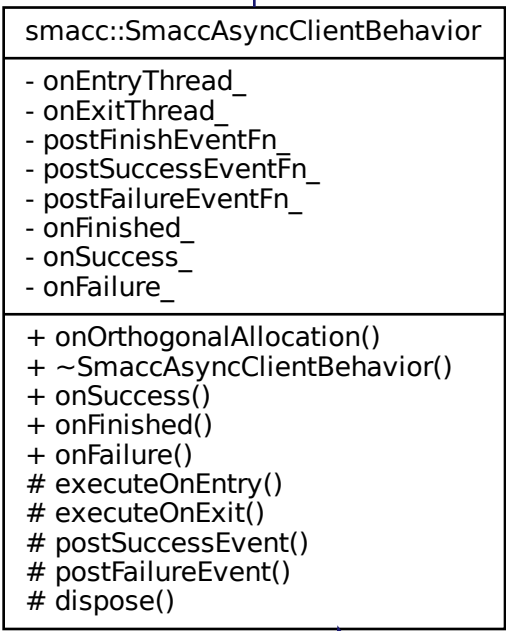 smacc::SmaccAsyncClientBehavior
- onEntryThread_
- onExitThread_
- postFinishEventFn_
- postSuccessEventFn_
- postFailureEventFn_
- onFinished_
- onSuccess_
- onFailure_
+ onOrthogonalAllocation()
+ ~SmaccAsyncClientBehavior()
+ onSuccess()
+ onFinished()
+ onFailure()
# executeOnEntry()
# executeOnExit()
# postSuccessEvent()
# postFailureEvent()
# dispose()